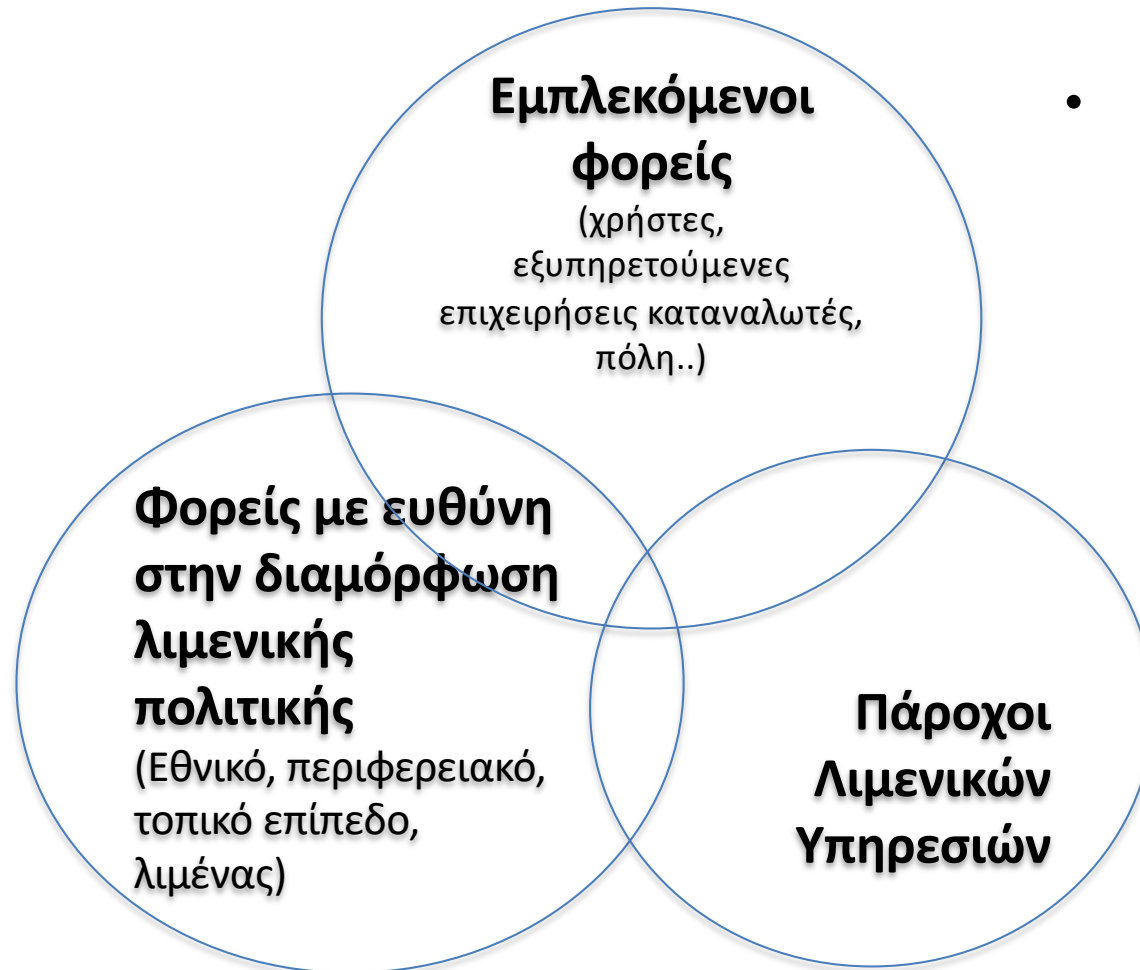 Εμπλεκόμενοι
φορείς
(χρήστες,
εξυπηρετούμενες
επιχειρήσεις καταναλωτές,
πόλη..)
•
Φορείς με ευθύνη
στην διαμόρφωση
λιμενικής
πολιτικής
(Εθνικό, περιφερειακό,
τοπικό επίπεδο,
λιμένας)
Πάροχοι
Λιμενικών
Υπηρεσιών